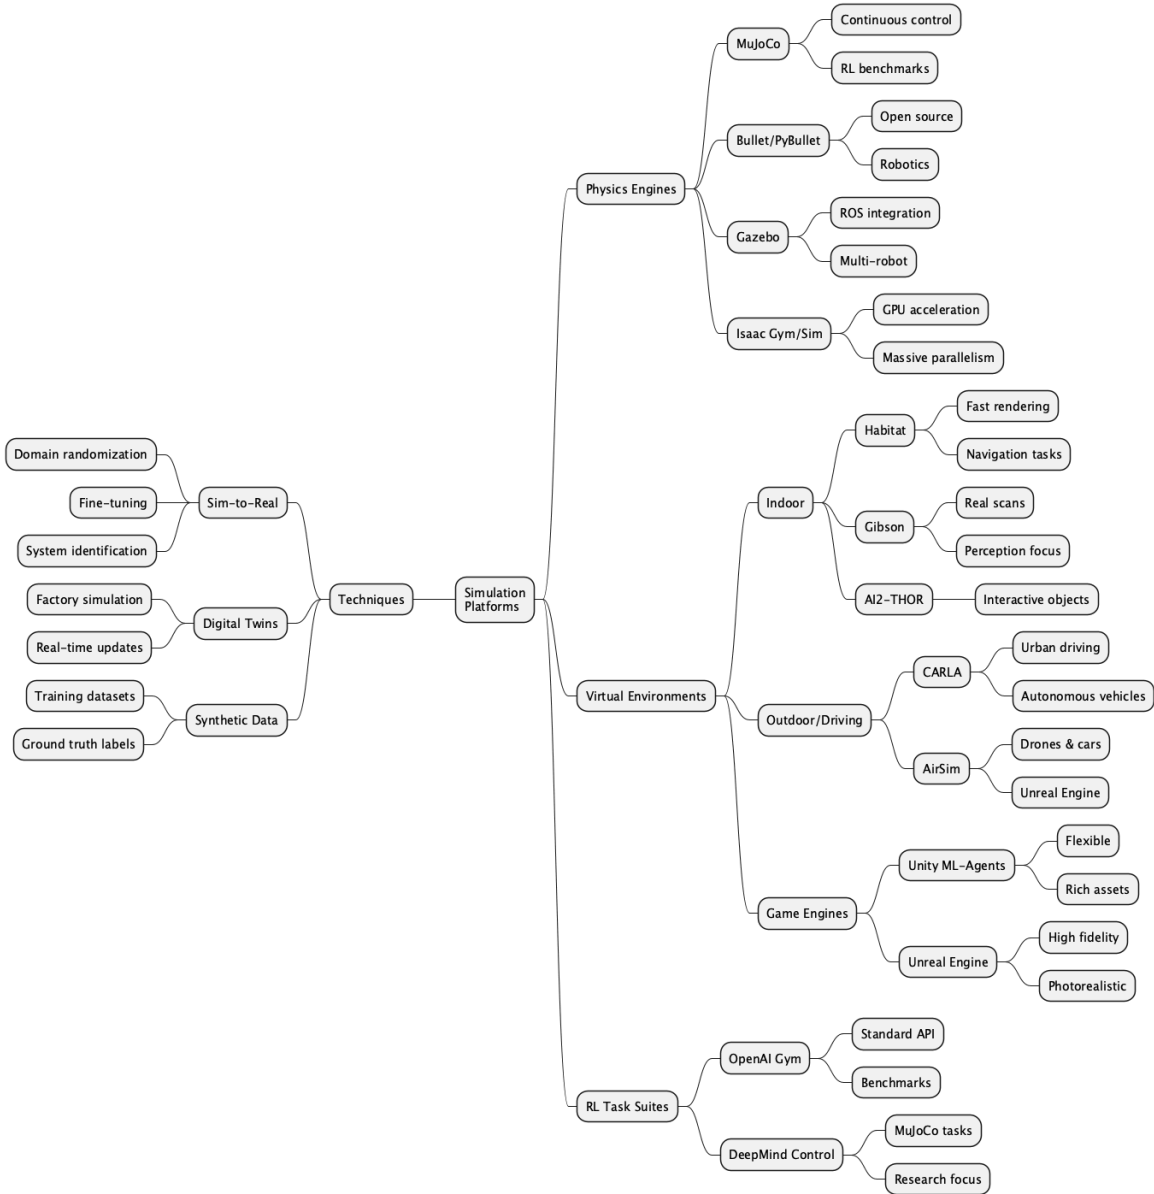 Simulation
Platforms
Physics Engines
MuJoCo
Continuous control
RL benchmarks
Bullet/PyBullet
Open source
Robotics
Gazebo
ROS integration
Multi-robot
Isaac Gym/Sim
GPU acceleration
Massive parallelism
Virtual Environments
Indoor
Habitat
Fast rendering
Navigation tasks
Gibson
Real scans
Perception focus
AI2-THOR
Interactive objects
Outdoor/Driving
CARLA
Urban driving
Autonomous vehicles
AirSim
Drones & cars
Unreal Engine
Game Engines
Unity ML-Agents
Flexible
Rich assets
Unreal Engine
High fidelity
Photorealistic
RL Task Suites
OpenAI Gym
Standard API
Benchmarks
DeepMind Control
MuJoCo tasks
Research focus
Techniques
Sim-to-Real
Domain randomization
Fine-tuning
System identification
Digital Twins
Factory simulation
Real-time updates
Synthetic Data
Training datasets
Ground truth labels